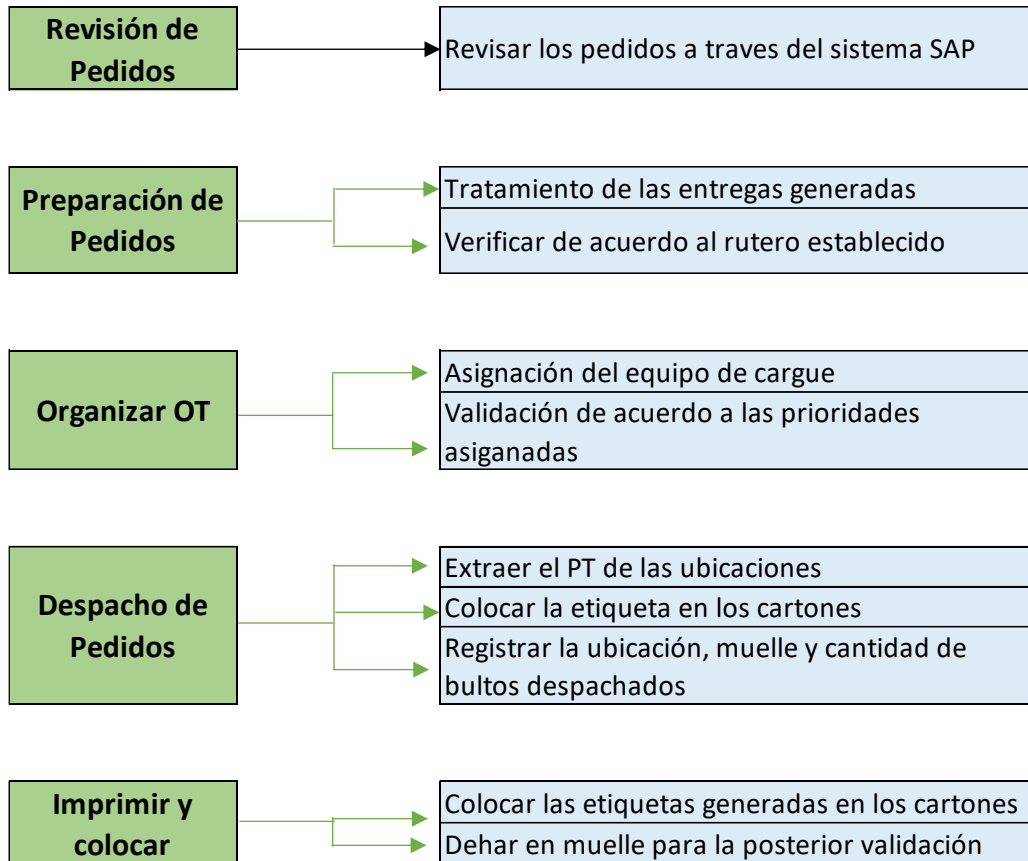 Revisión de
Pedidos
Revisar los pedidos a traves del sistema SAP
Preparación de
Pedidos
Tratamiento de las entregas generadas
Verificar de acuerdo al rutero establecido
Organizar OT
Asignación del equipo de cargue
Validación de acuerdo a las prioridades
asiganadas
Despacho de
Pedidos
Extraer el PT de las ubicaciones
Colocar la etiqueta en los cartones
Registrar la ubicación, muelle y cantidad de
bultos despachados
Imprimir y
colocar
Colocar las etiquetas generadas en los cartones
Dehar en muelle para la posterior validación